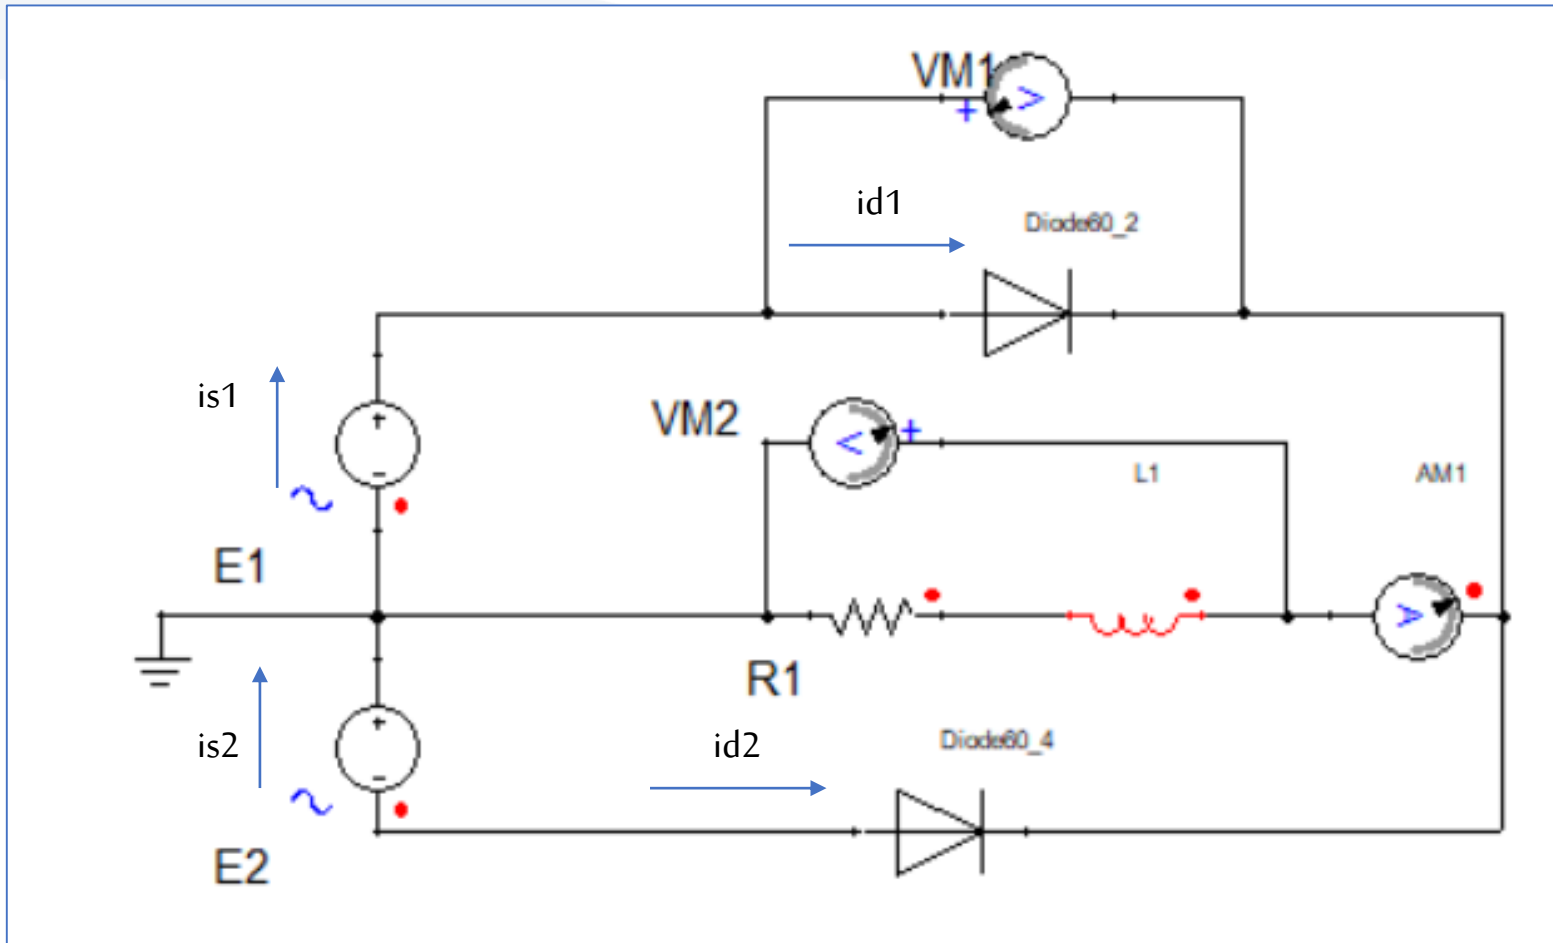 VM1
+
id1
Diode60_2
is1
+
VM2
+
L1
AM1
E1
R1
+
is2
id2
Diode60_4
E2